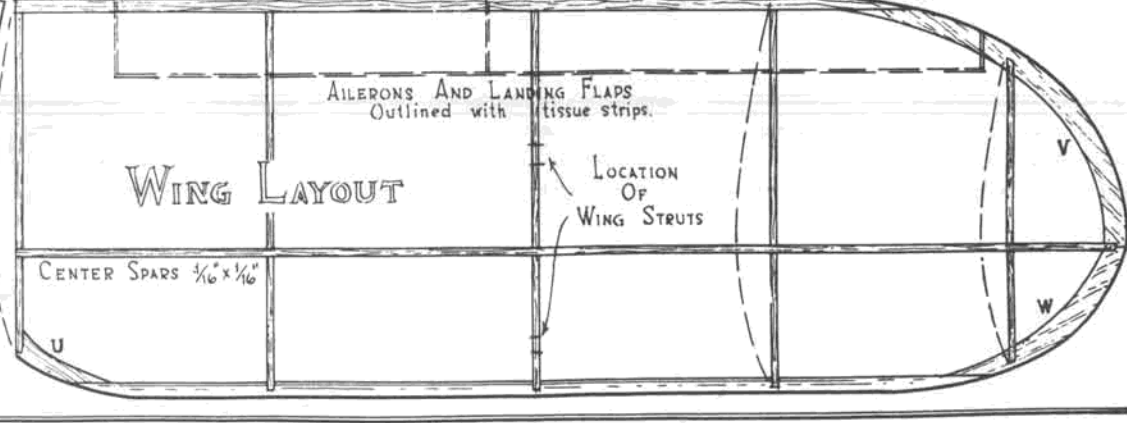 AILERONS AND LANDING FLAPS
Outlined with tissue strips.
WING LAYOUT
LOCATION
OF
WING STRUTS
CENTER SPARS 1/16" x 1/16"
U
V
W